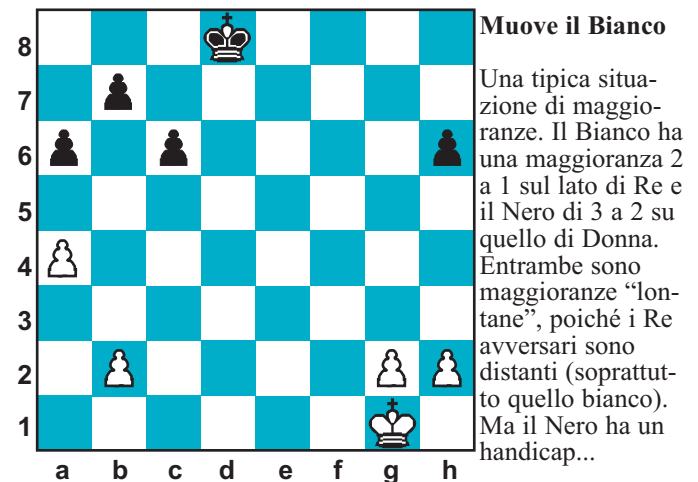 8
7
6
5
4
3
2
1
a b c d e f g h
Muove il Bianco
Una tipica situa-
zione di maggio-
ranze. Il Bianco ha
una maggioranza 2
a 1 sul lato di Re e
il Nero di 3 a 2 su
quello di Donna.
Entrambe sono
maggioranze “lon-
tane”, poiché i Re
avversari sono
distanti (soprattut-
to quello bianco).
Ma il Nero ha un
handicap...